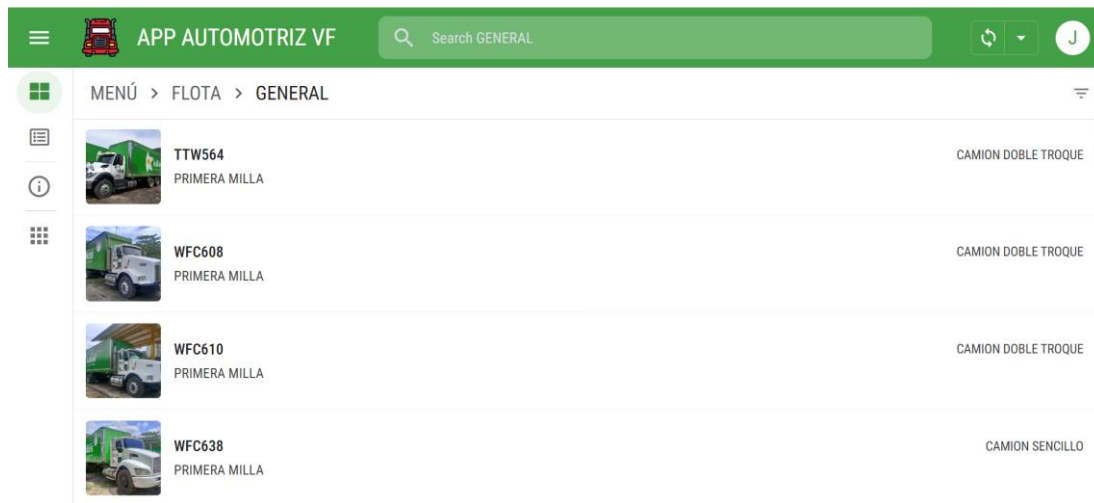 APP AUTOMOTRIZ VF
Search GENERAL
J
MENÚ > FLOTA > GENERAL
TTW564
PRIMERA MILLA
CAMION DOBLE TROQUE
WFC608
PRIMERA MILLA
CAMION DOBLE TROQUE
WFC610
PRIMERA MILLA
CAMION DOBLE TROQUE
WFC638
PRIMERA MILLA
CAMION SENCILLO